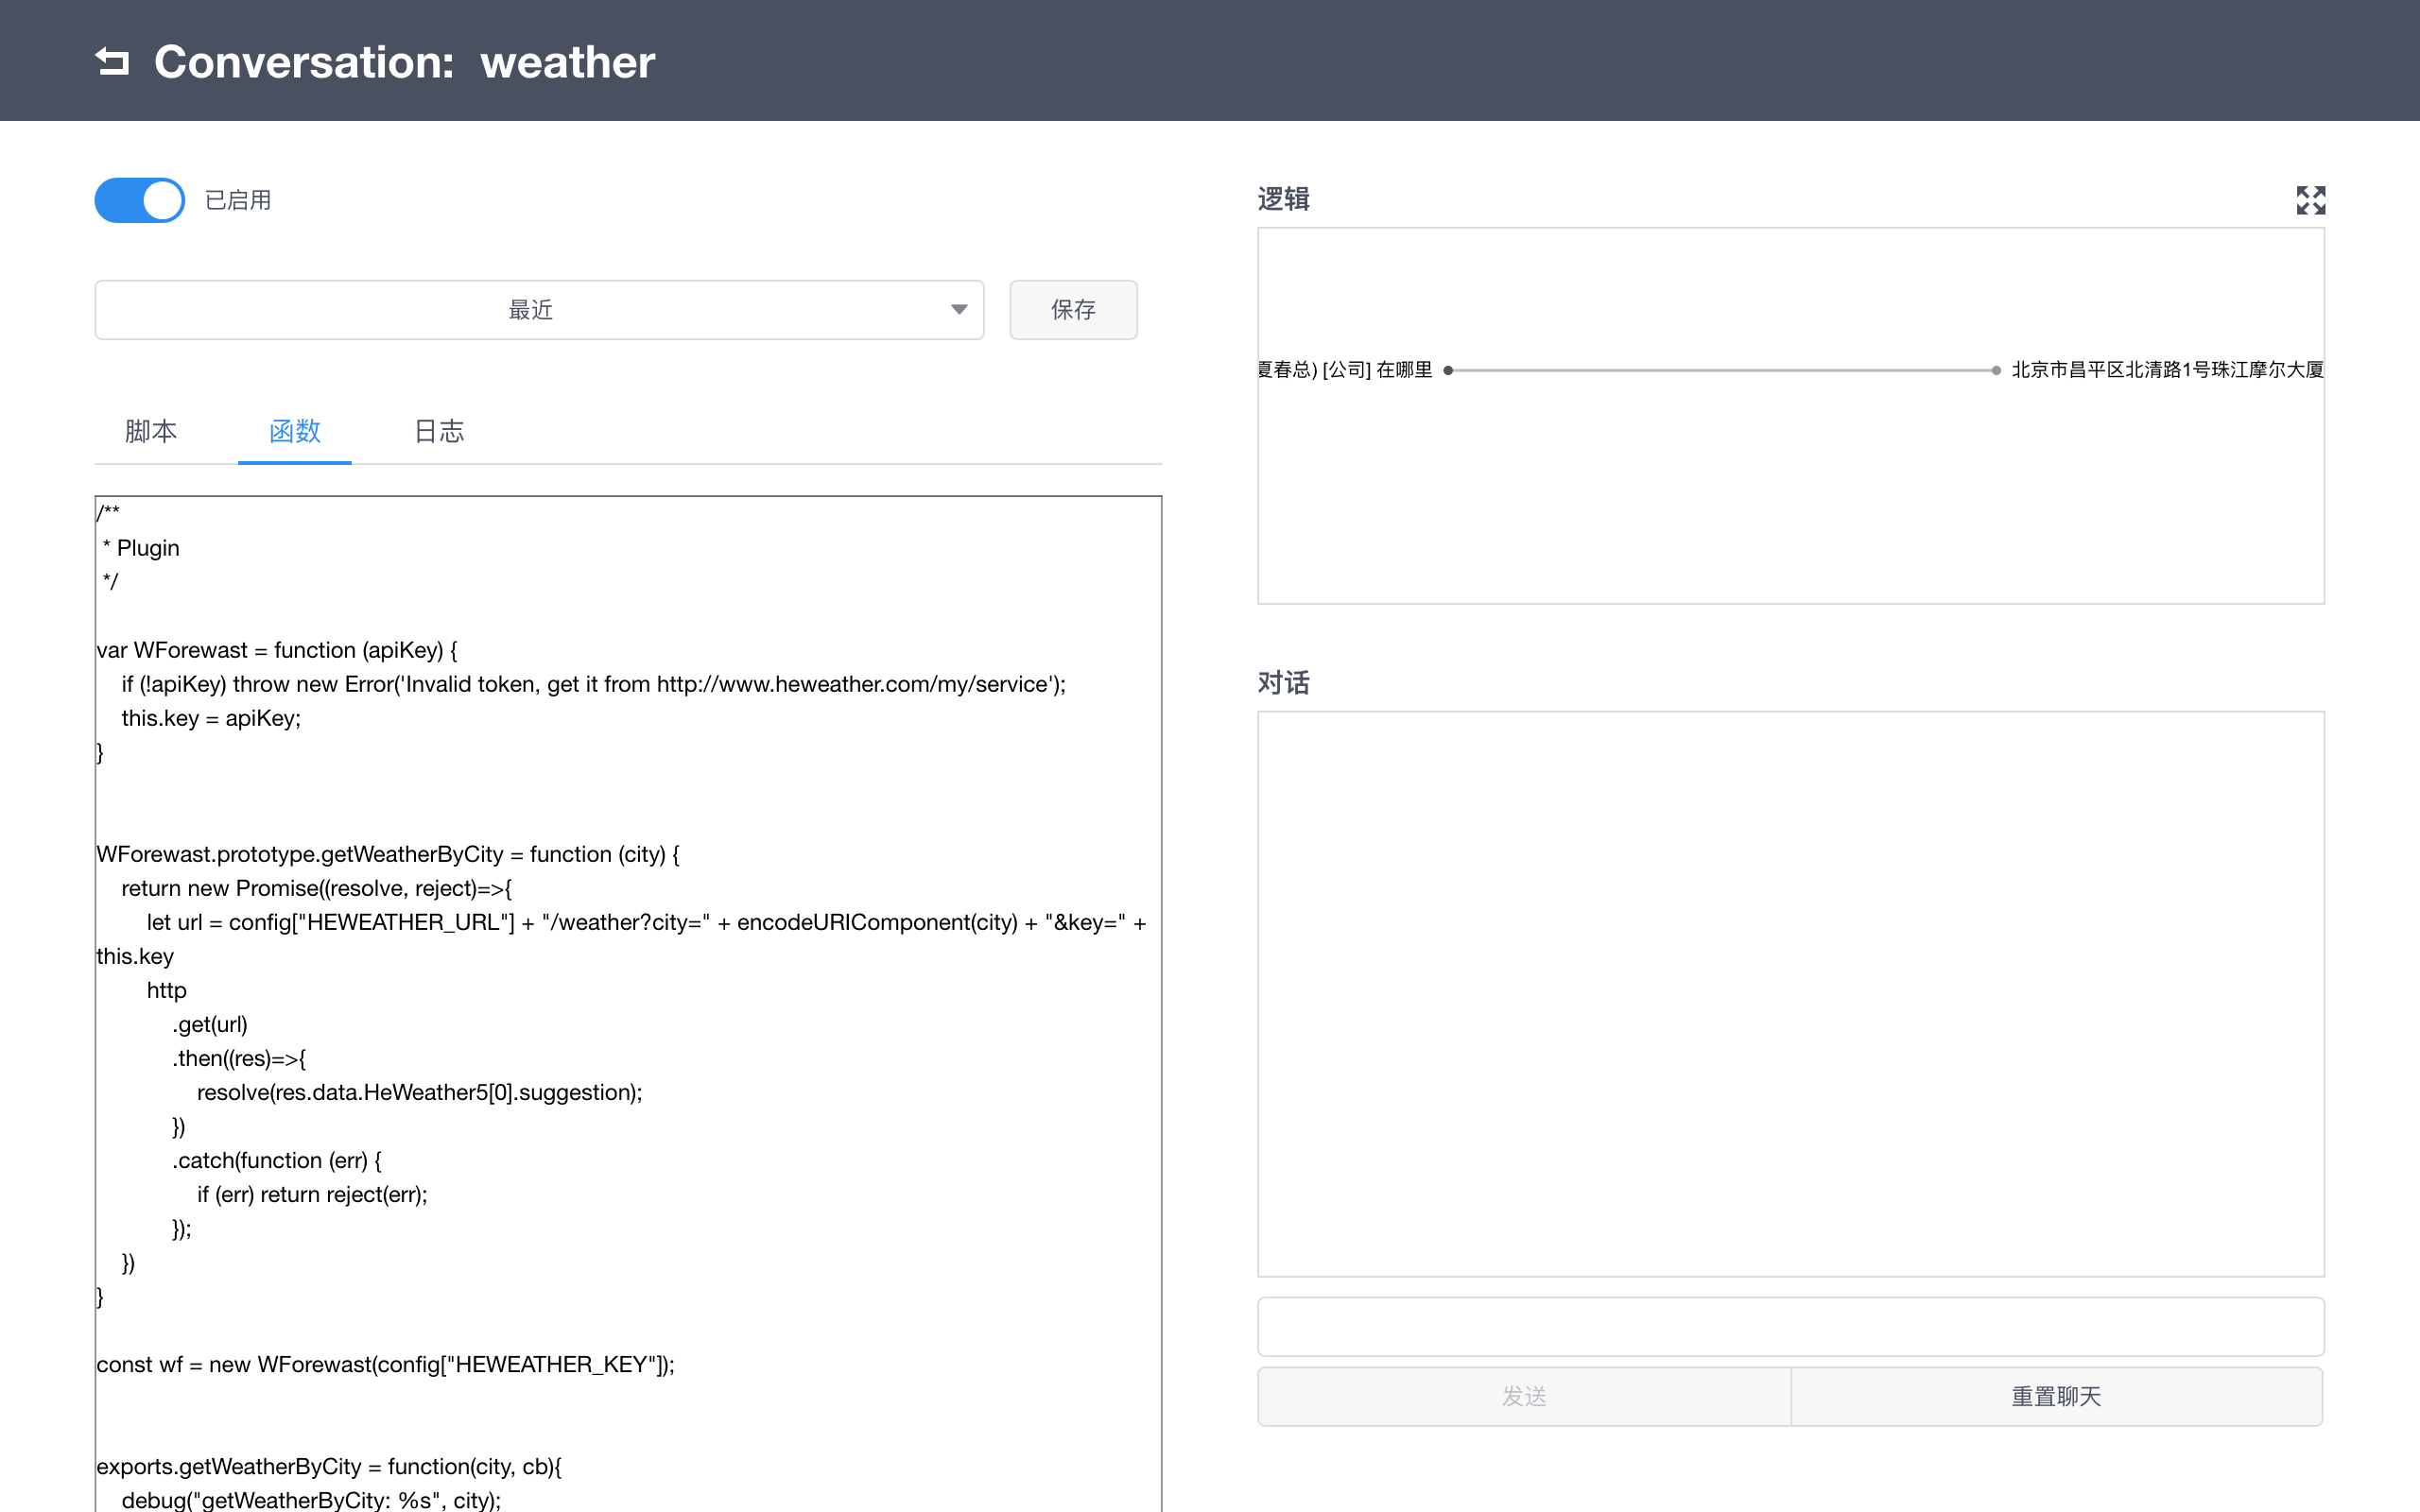 Conversation: weather
已启用
最近
保存
脚本
函数
日志
/**
 * Plugin
 */
var WForewast = function (apiKey) {
    if (!apiKey) throw new Error('Invalid token, get it from http://www.heweather.com/my/service');
    this.key = apiKey;
}
WForewast.prototype.getWeatherByCity = function (city) {
    return new Promise((resolve, reject)=>{
        let url = config["HEWEATHER_URL"] + "/weather?city=" + encodeURIComponent(city) + "&key=" +
this.key
        http
            .get(url)
            .then((res)=>{
                resolve(res.data.HeWeather5[0].suggestion);
            })
            .catch(function (err) {
                if (err) return reject(err);
            });
    })
}
const wf = new WForewast(config["HEWEATHER_KEY"]);
exports.getWeatherByCity = function(city, cb){
    debug("getWeatherByCity: %s", city);
逻辑
夏春总) [公司] 在哪里
北京市昌平区北清路1号珠江摩尔大厦
对话
发送
重置聊天